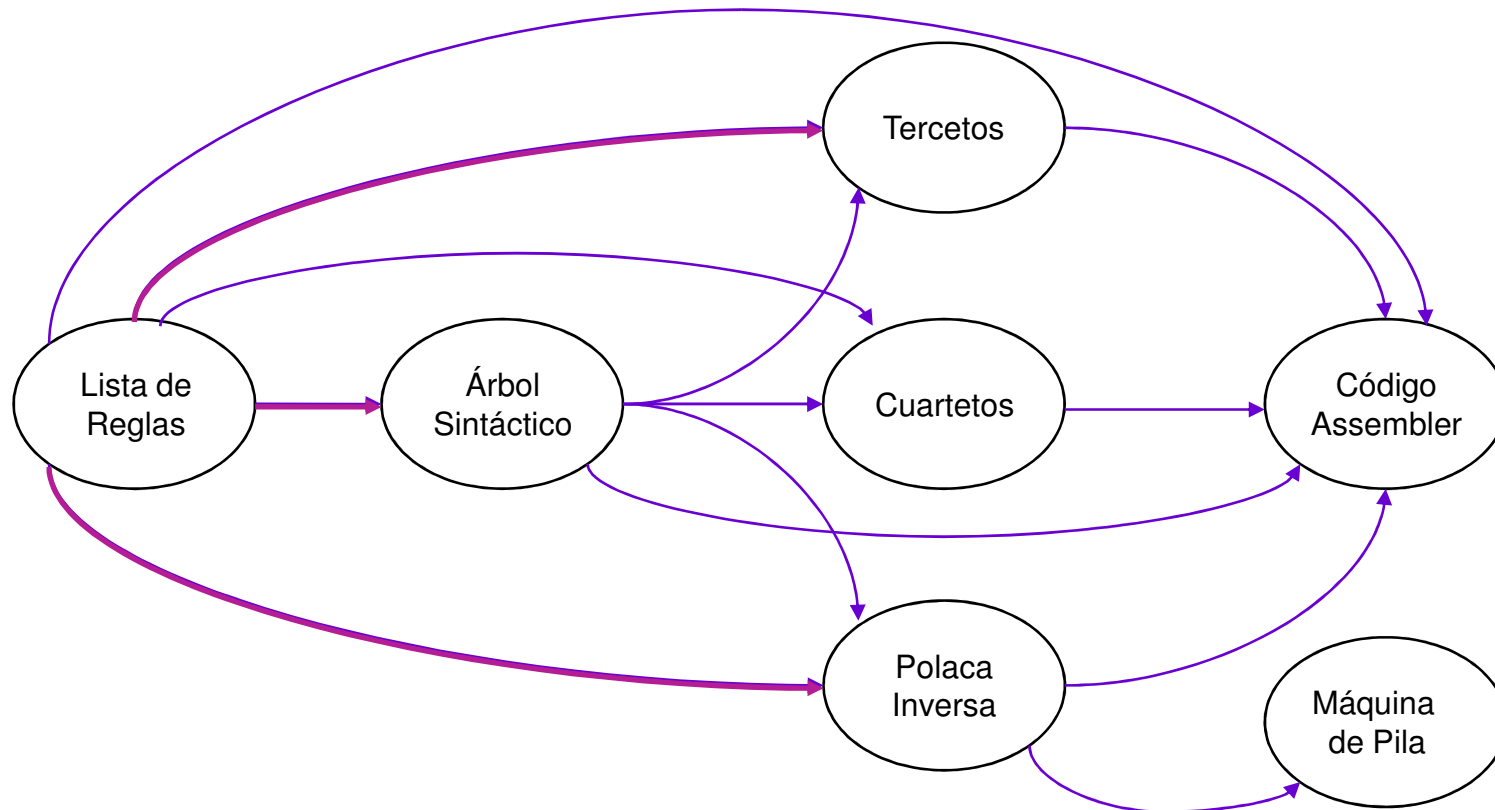 Tercetos
Lista de
Reglas
Árbol
Sintáctico
Cuartetos
Código
Assembler
Polaca
Inversa
Máquina
de Pila